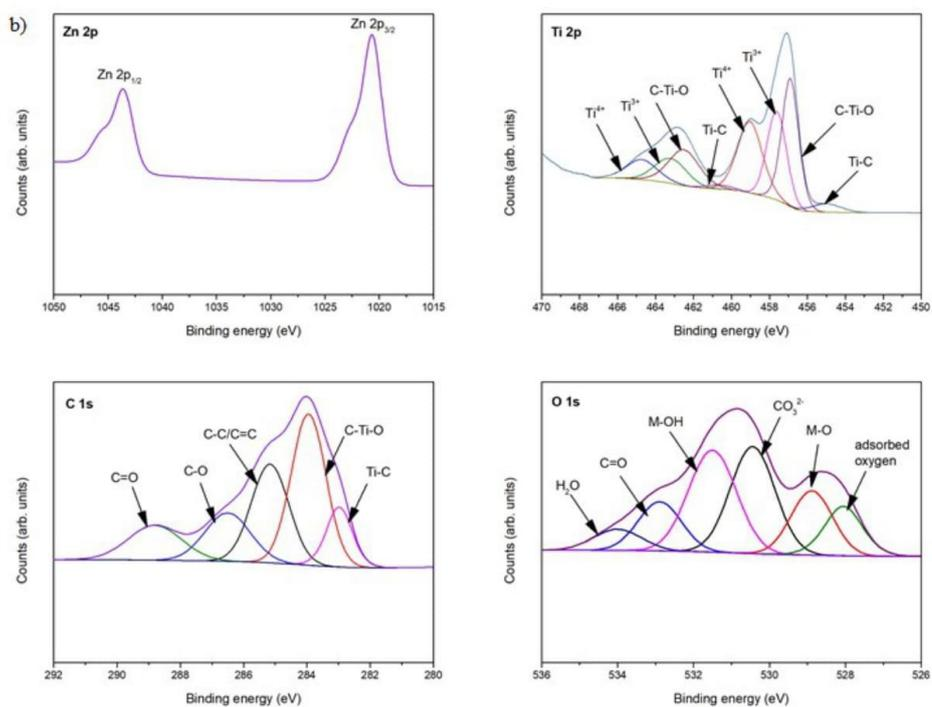 b)
Zn 2p
Zn 2p3/2
Zn 2p1/2
Counts (arb. units)
1050 1045 1040 1035 1030 1025 1020 1015
Binding energy (eV)
Ti 2p
Ti4+
Ti3+
C-Ti-O
Ti-C
Ti4+
Ti3+
C-Ti-O
Ti-C
Counts (arb. units)
470 468 466 464 462 460 458 456 454 452 450
Binding energy (eV)
C 1s
C=O
C-O
C-C/C=C
C-Ti-O
Ti-C
Counts (arb. units)
292 290 288 286 284 282 280
Binding energy (eV)
O 1s
H2O
C=O
M-OH
CO3 2-
M-O
adsorbed
oxygen
Counts (arb. units)
536 534 532 530 528 526
Binding energy (eV)